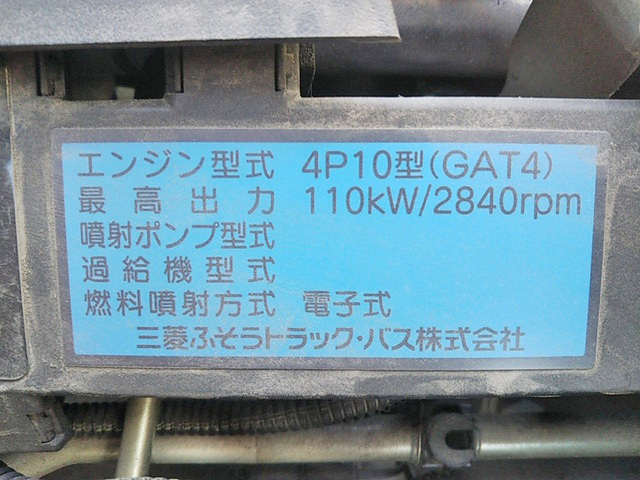 エンジン型式 4P10型(GAT4)
最高出力 110kW/2840rpm
噴射ポンプ型式
過給機型式
燃料噴射方式 電子式
三菱ふそうトラック・バス株式会社